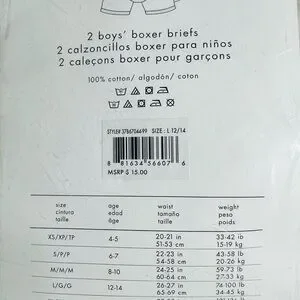 2 boys' boxer briefs
2 calzoncillos boxer para niños
2 caleçons boxer pour garçons
100% cotton/ algodón/ coton
STYLE# 3786704699 SIZE: L 12/14
8 81634 56607 6
MSRP $ 15.00
size cintura taille age edad age waist tamaño taille weight peso poids
XS/XP/TP 4-5 20-21 in 51-53 cm 33-42 lb 15-19 kg
S/P/P 6-7 22-23 in 54-58 cm 43-58 lb 20-26 kg
M/M/M 8-10 24-25 in 60-64 cm 59-73 lb 27-33 kg
L/G/G 12-14 26-27 in 65-69 cm 74-100 lb 34-45 kg